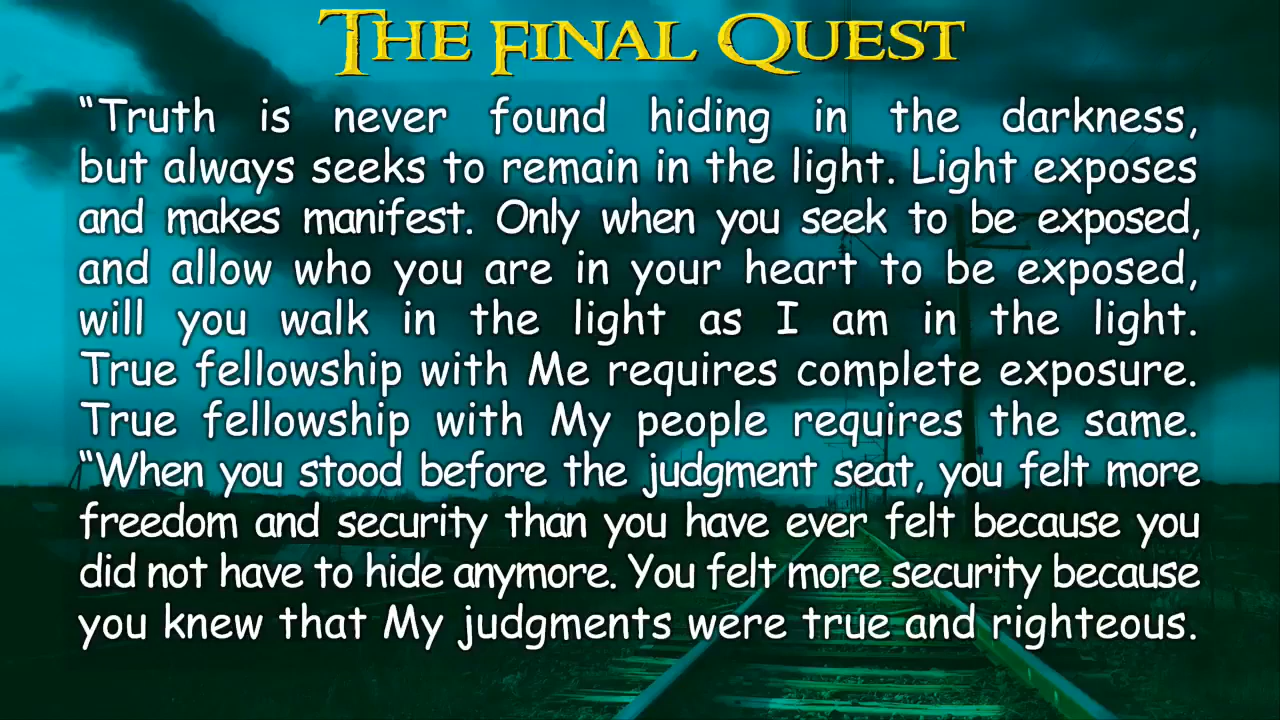 THE FINAL QUEST
“Truth is never found hiding in the darkness,
but always seeks to remain in the light. Light exposes
and makes manifest. Only when you seek to be exposed,
and allow who you are in your heart to be exposed,
will you walk in the light as I am in the light.
True fellowship with Me requires complete exposure.
True fellowship with My people requires the same.
“When you stood before the judgment seat, you felt more
freedom and security than you have ever felt because you
did not have to hide anymore. You felt more security because
you knew that My judgments were true and righteous.